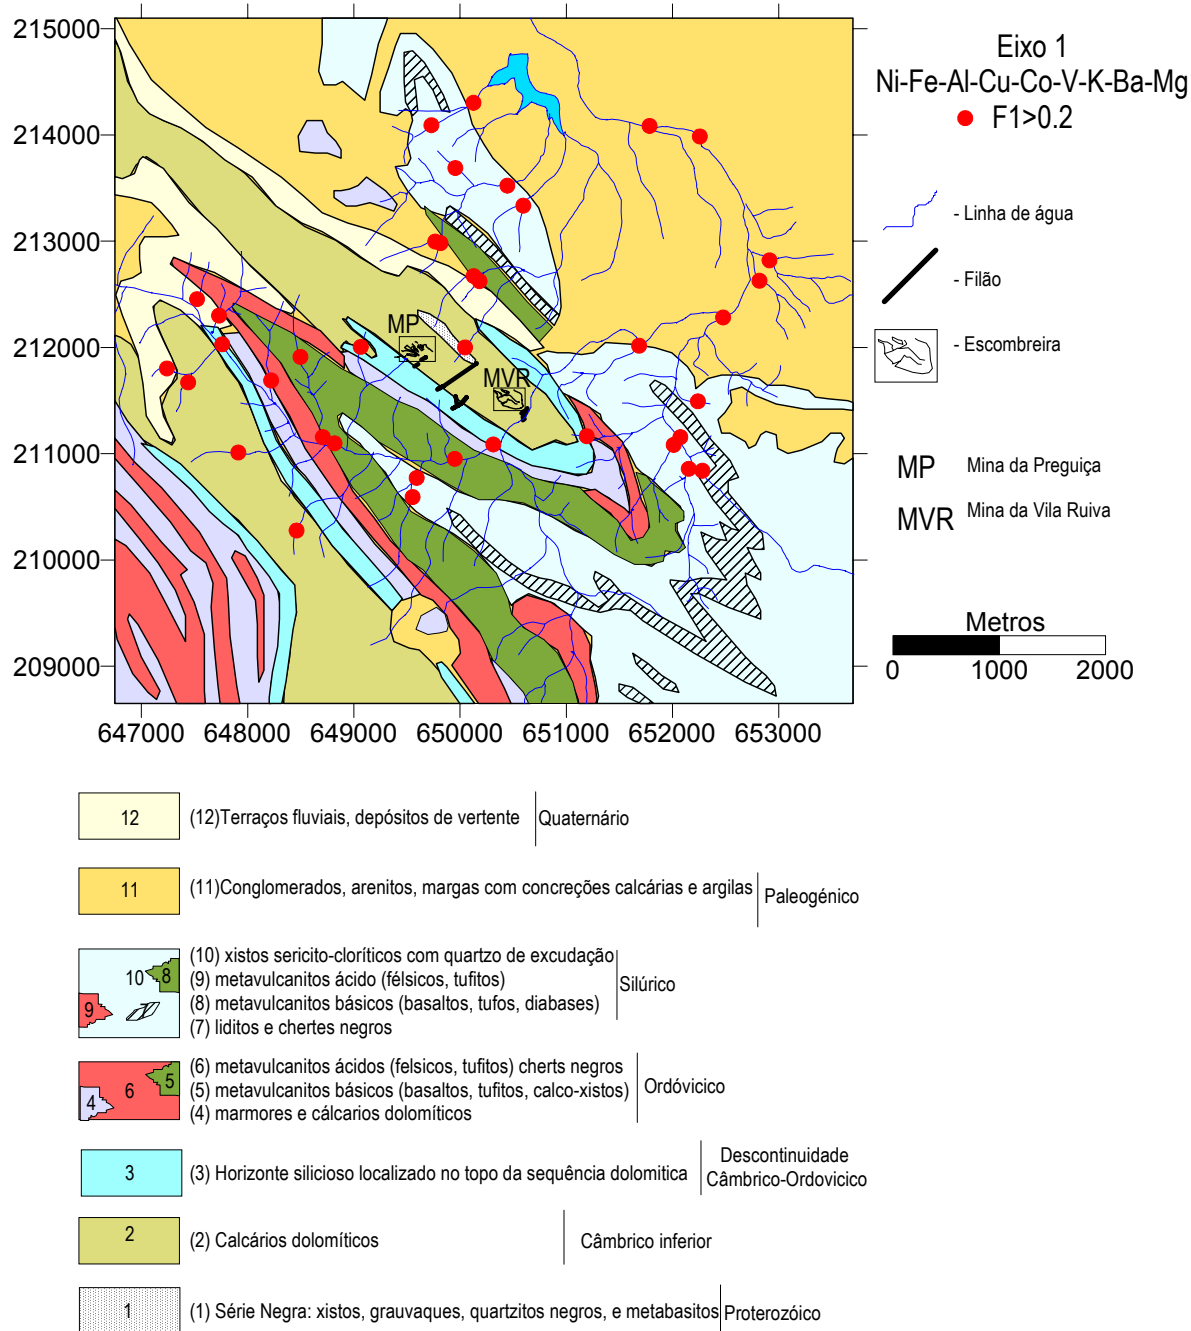 215000
214000
213000
212000
211000
210000
209000
647000 648000 649000 650000 651000 652000 653000
MP
MVR
Eixo 1
Ni-Fe-Al-Cu-Co-V-K-Ba-Mg
F1>0.2
- Linha de água
- Filão
- Escombreira
MP Mina da Preguiça
MVR Mina da Vila Ruiva
Metros
0 1000 2000
12 (12)Terraços fluviais, depósitos de vertente Quaternário
11 (11)Conglomerados, arenitos, margas com concreções calcárias e argilas Paleogénico
10 8 9 7
(10) xistos sericito-cloríticos com quartzo de excudação
(9) metavulcanitos ácido (félsicos, tufitos)
(8) metavulcanitos básicos (basaltos, tufos, diabases)
(7) liditos e chertes negros
Silúrico
6 5 4
(6) metavulcanitos ácidos (felsicos, tufitos) cherts negros
(5) metavulcanitos básicos (basaltos, tufitos, calco-xistos)
(4) marmores e cálcarios dolomíticos
Ordóvicico
3 (3) Horizonte silicioso localizado no topo da sequência dolomitica
Descontinuidade
Câmbrico-Ordovicico
2 (2) Calcários dolomíticos Câmbrico inferior
1 (1) Série Negra: xistos, grauvaques, quartzitos negros, e metabasitos Proterozóico